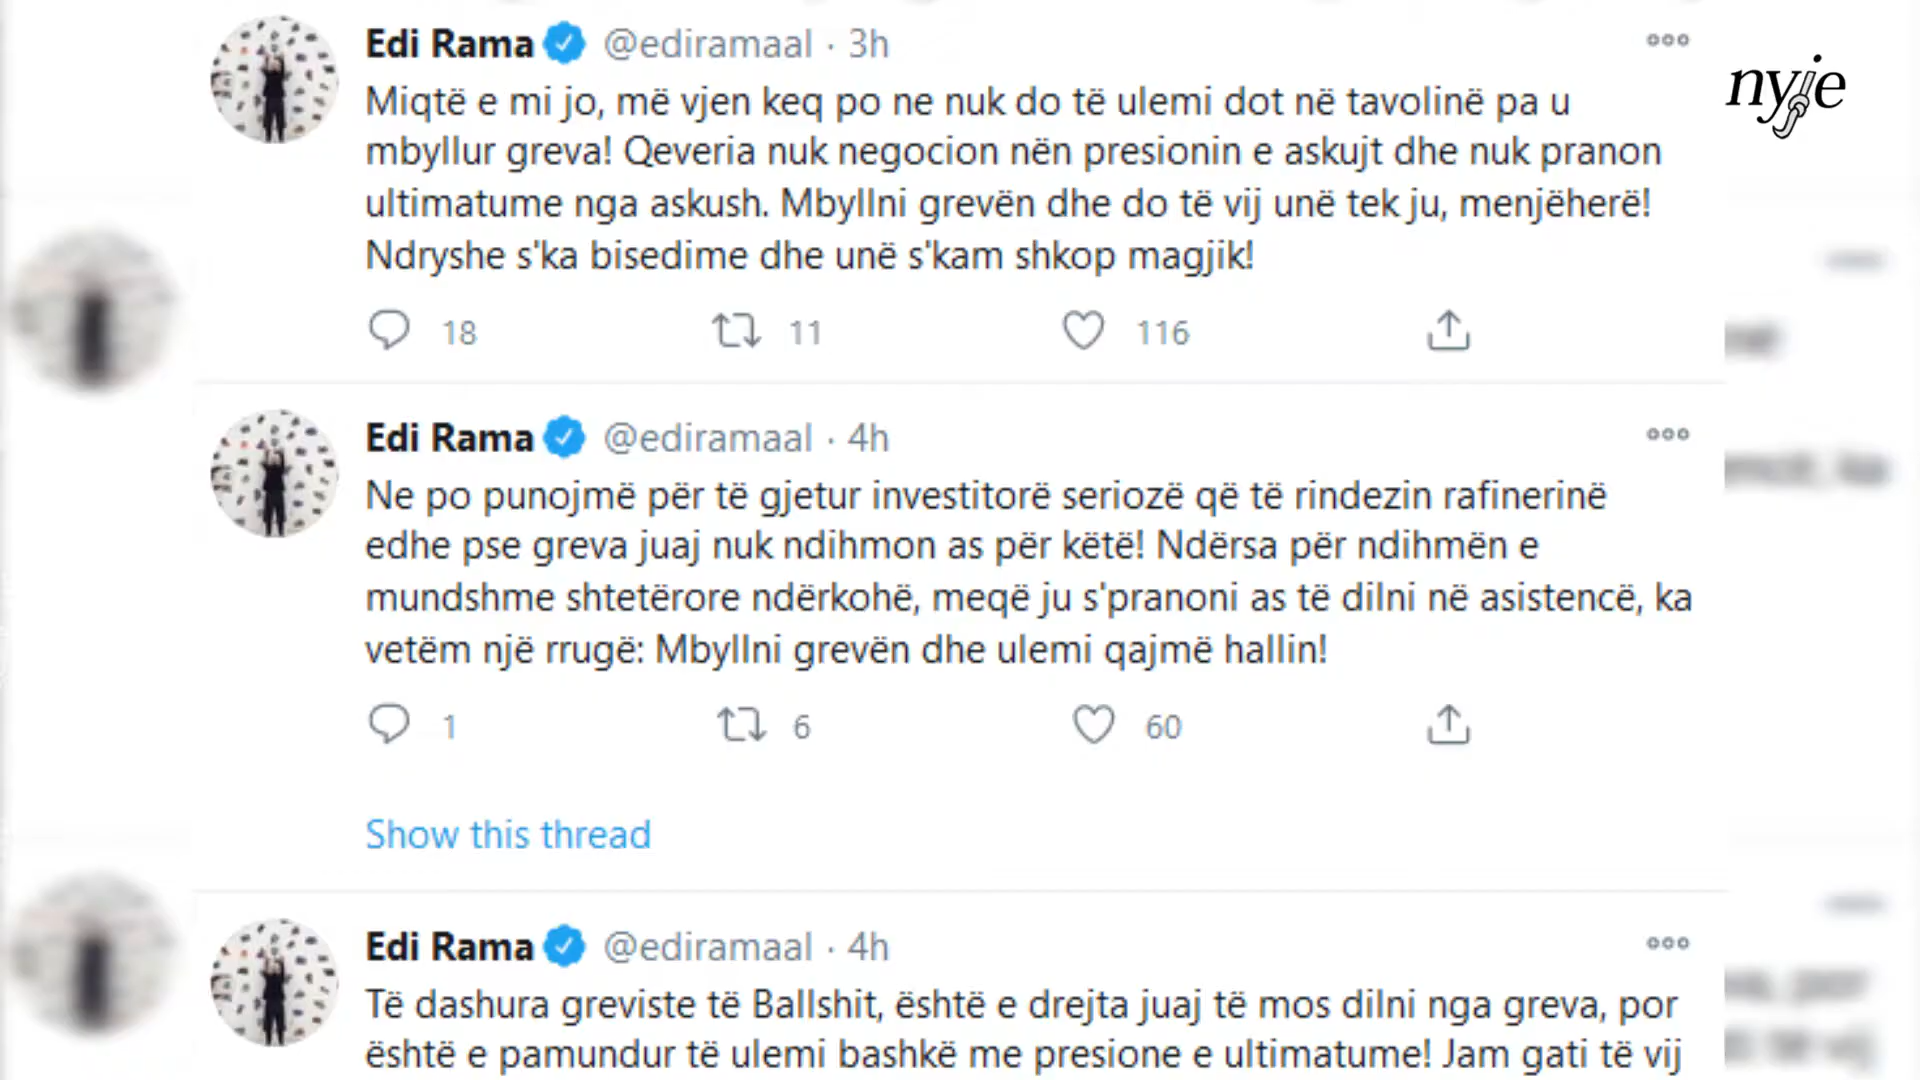 Edi Rama @ediramaal · 3h
nyje
Miqtë e mi jo, më vjen keq po ne nuk do të ulemi dot në tavolinë pa u
mbyllur greva! Qeveria nuk negocion nën presionin e askujt dhe nuk pranon
ultimatume nga askush. Mbyllni grevën dhe do të vij unë tek ju, menjëherë!
Ndryshe s'ka bisedime dhe unë s'kam shkop magjik!
18 11 116
Edi Rama @ediramaal · 4h
Ne po punojmë për të gjetur investitorë seriozë që të rindezin rafinerinë
edhe pse greva juaj nuk ndihmon as për këtë! Ndërsa për ndihmën e
mundshme shtetërore ndërkohë, meqë ju s'pranoni as të dilni në asistencë, ka
vetëm një rrugë: Mbyllni grevën dhe ulemi qajmë hallin!
1 6 60
Show this thread
Edi Rama @ediramaal · 4h
Të dashura greviste të Ballshit, është e drejta juaj të mos dilni nga greva, por
është e pamundur të ulemi bashkë me presione e ultimatume! Jam gati të vij